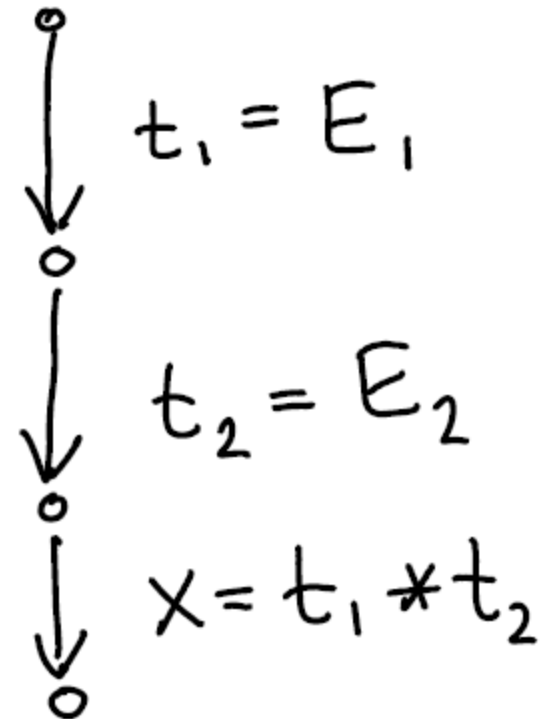 t₁ = E₁
t₂ = E₂
x = t₁ * t₂